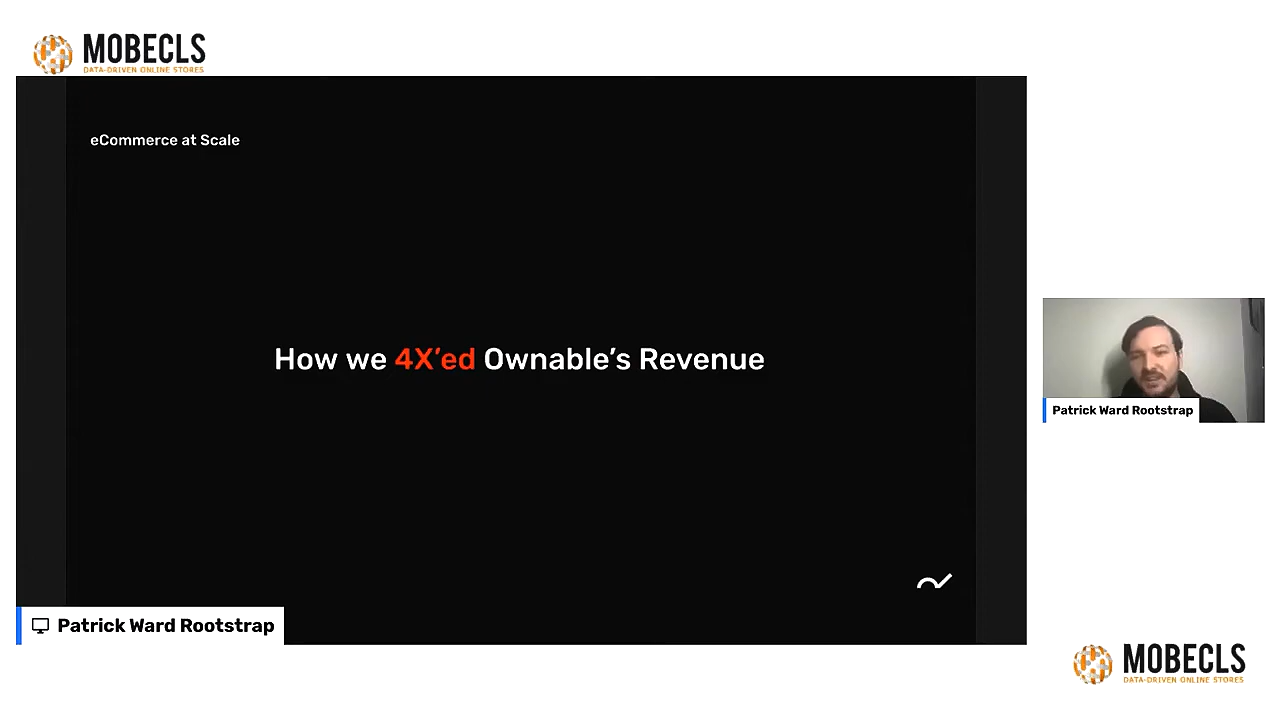 MOBECLS
DATA-DRIVEN ONLINE STORES
eCommerce at Scale
How we 4X'ed Ownable's Revenue
Patrick Ward Rootstrap
Patrick Ward Rootstrap
MOBECLS
DATA-DRIVEN ONLINE STORES